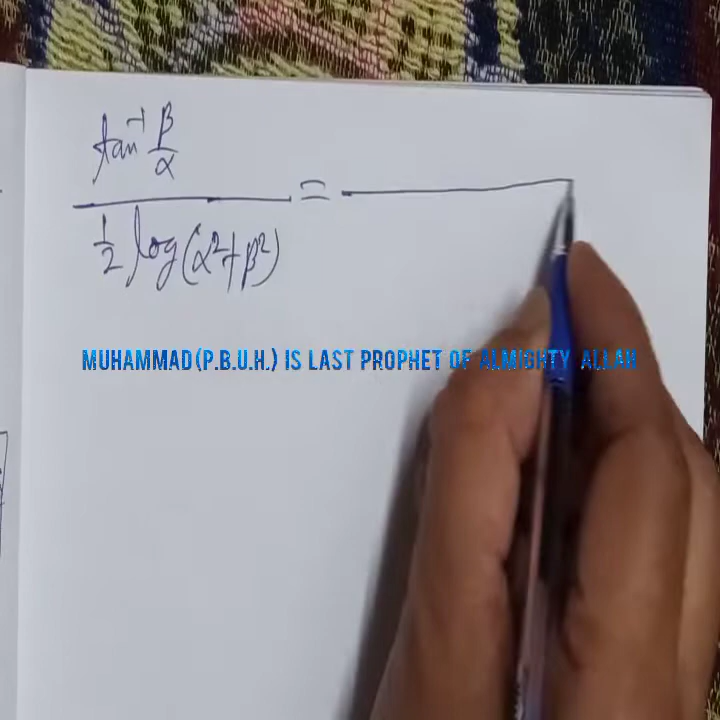 tan⁻¹ β/α
=
½ log(α²+β²)
MUHAMMAD(P.B.U.H.) IS LAST PROPHET OF ALMIGHTY ALLAH